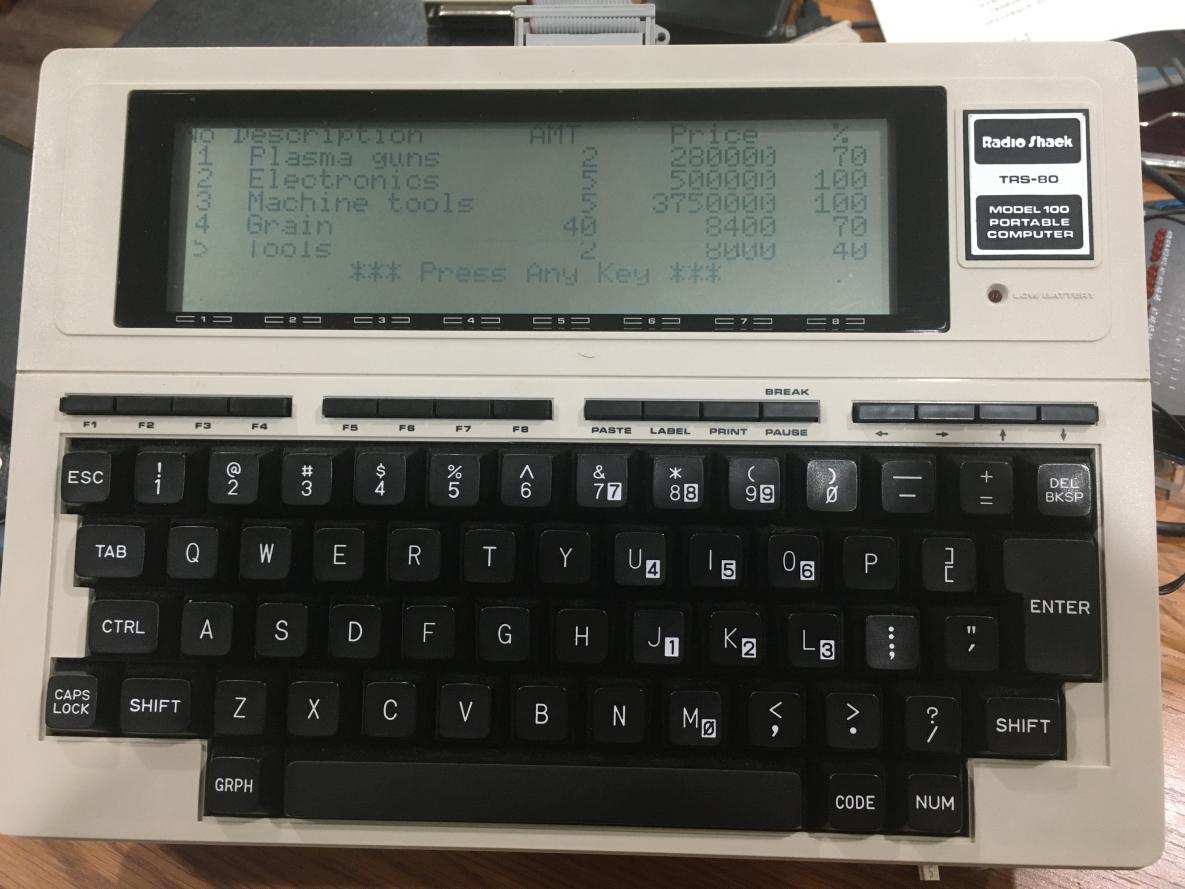 No Description AMT Price %
1 Plasma guns 2 280000 70
2 Electronics 5 500000 100
3 Machine tools 5 3750000 100
4 Grain 40 8400 70
5 Tools 2 8000 40
*** Press Any Key ***
1 2 3 4 5 6 7 8
Radio Shack
TRS-80
MODEL 100
PORTABLE
COMPUTER
LOW BATTERY
BREAK
F1 F2 F3 F4 F5 F6 F7 F8 PASTE LABEL PRINT PAUSE ← → ↑ ↓
ESC ! 1 @ 2 # 3 $ 4 % 5 ^ 6 & 7 7 * 8 8 ( 9 9 ) 0 — - + = DEL BKSP
TAB Q W E R T Y U 4 I 5 O 6 P ] [ ENTER
CTRL A S D F G H J 1 K 2 L 3 : ; " '
CAPS LOCK SHIFT Z X C V B N M 0 < , > . ? / SHIFT
GRPH CODE NUM